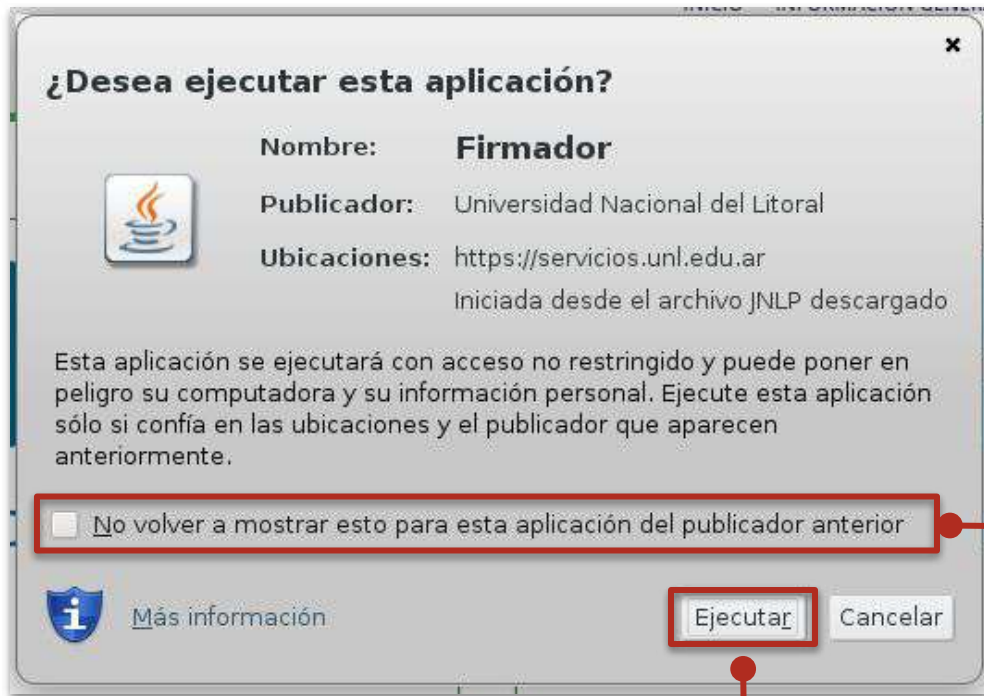 INICIO INFORMACIÓN GENER
¿Desea ejecutar esta aplicación?
Nombre: Firmador
Publicador: Universidad Nacional del Litoral
Ubicaciones: https://servicios.unl.edu.ar
Iniciada desde el archivo JNLP descargado
Esta aplicación se ejecutará con acceso no restringido y puede poner en
peligro su computadora y su información personal. Ejecute esta aplicación
sólo si confía en las ubicaciones y el publicador que aparecen
anteriormente.
No volver a mostrar esto para esta aplicación del publicador anterior
Más información
Ejecutar Cancelar